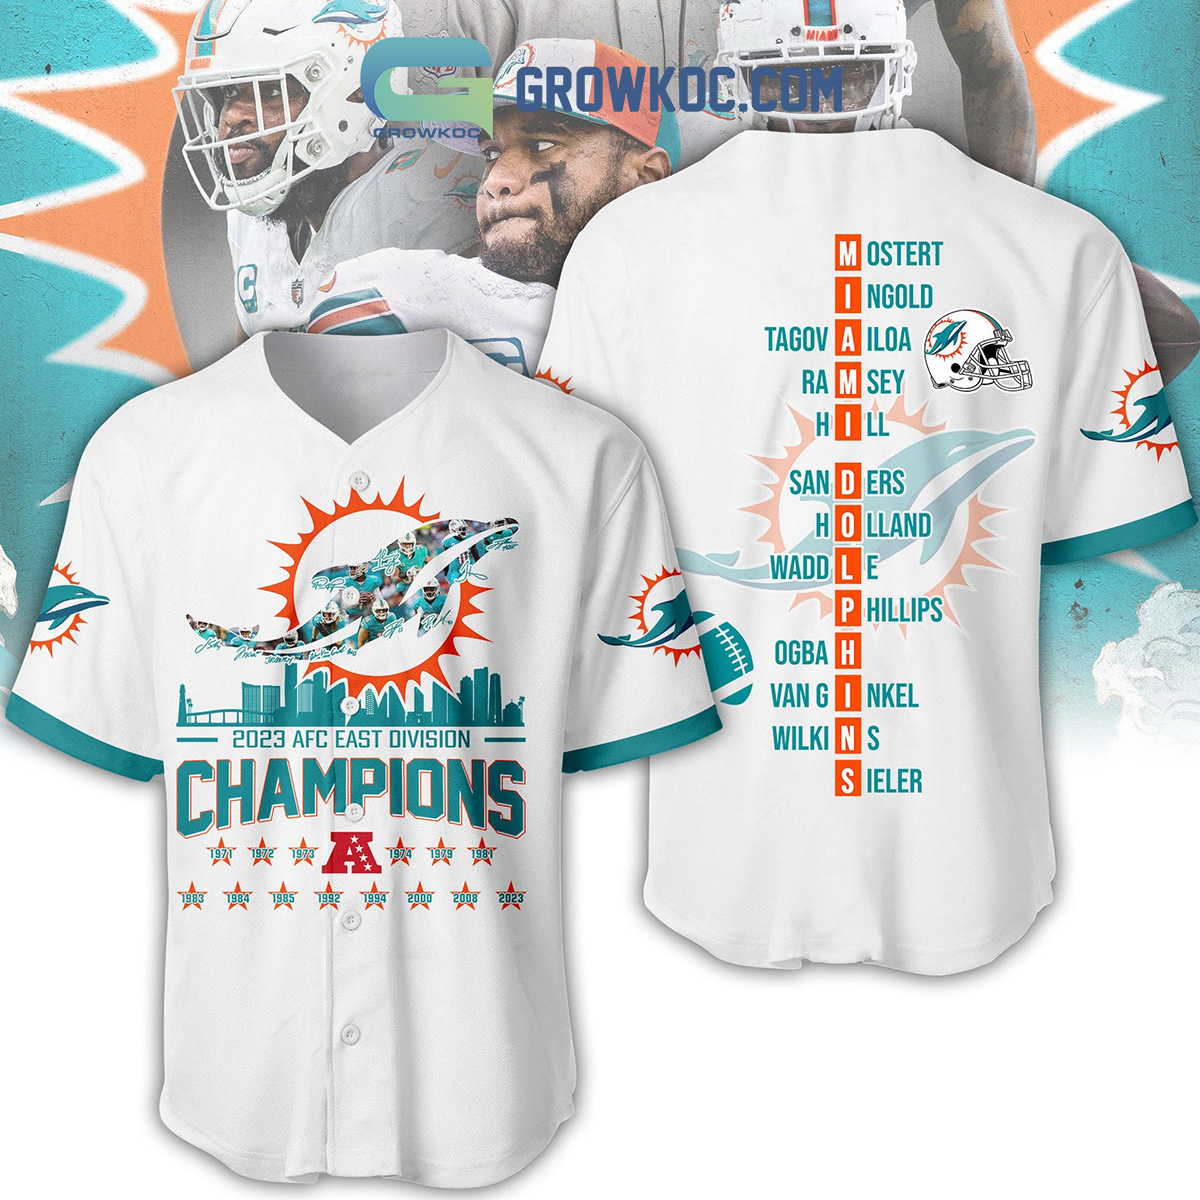 GROWKOC
GROWKOC.COM
MIAMI
C
2023 AFC EAST DIVISION
CHAMPIONS
1971 1972 1973 A 1974 1979 1981
1983 1984 1985 1992 1994 2000 2008 2023
MOSTERT
INGOLD
TAGOVAILOA
RAMSEY
HILL
SANDERS
HOLLAND
WADDLE
PHILLIPS
OGBAH
VAN GINKEL
WILKINS
SIELER